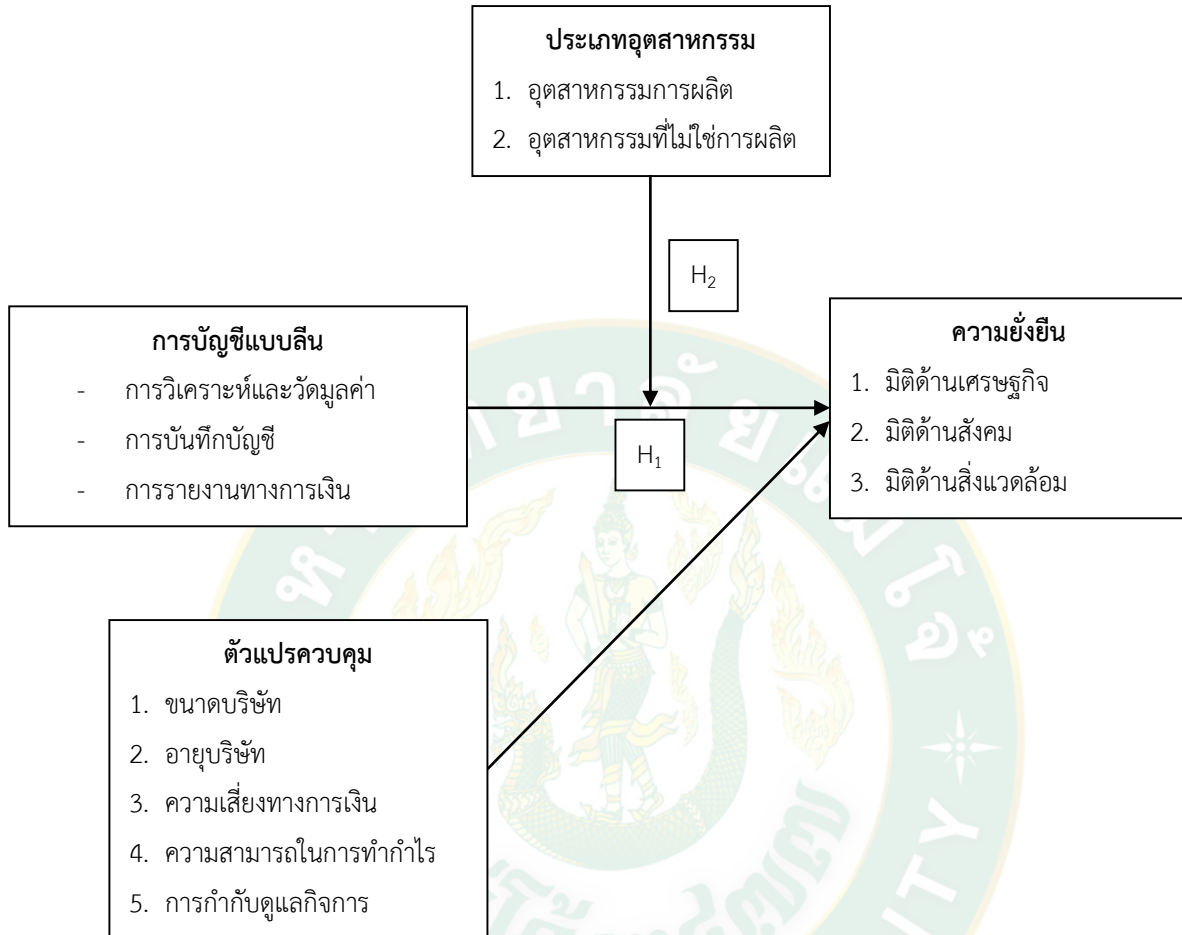 ประเภทอุตสาหกรรม
1. อุตสาหกรรมการผลิต
2. อุตสาหกรรมที่ไม่ใช่การผลิต
H₂
การบัญชีแบบลีน
- การวิเคราะห์และวัดมูลค่า
- การบันทึกบัญชี
- การรายงานทางการเงิน
H₁
ความยั่งยืน
1. มิติด้านเศรษฐกิจ
2. มิติด้านสังคม
3. มิติด้านสิ่งแวดล้อม
ตัวแปรควบคุม
1. ขนาดบริษัท
2. อายุบริษัท
3. ความเสี่ยงทางการเงิน
4. ความสามารถในการทำกำไร
5. การกำกับดูแลกิจการ